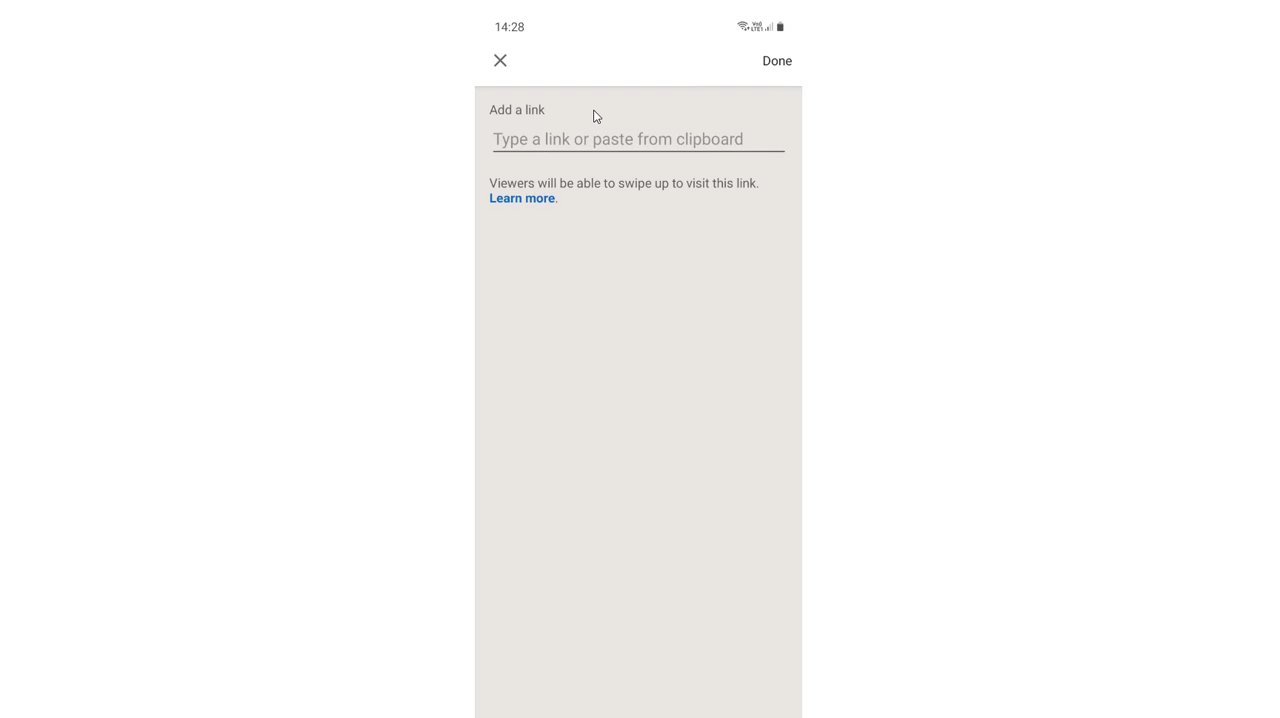 14:28
Done
Add a link
Type a link or paste from clipboard
Viewers will be able to swipe up to visit this link.
Learn more.